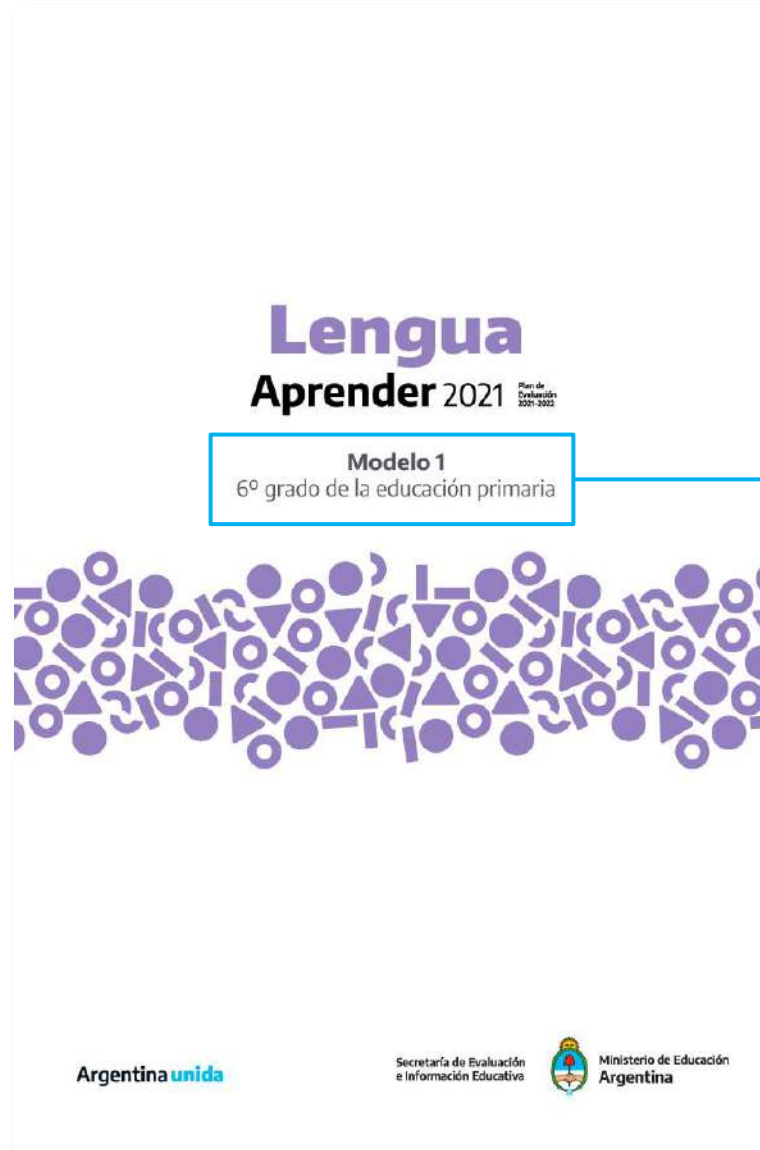 Lengua
Aprender 2021
Plan de
Evaluación
2021-2022
Modelo 1
6º grado de la educación primaria
Argentina unida
Secretaría de Evaluación
e Información Educativa
Ministerio de Educación
Argentina